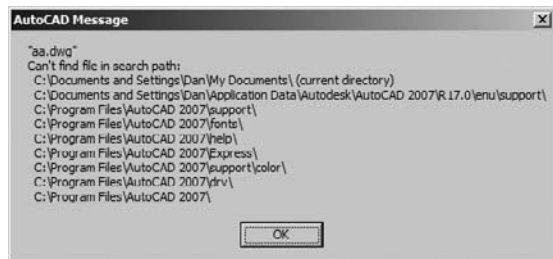 AutoCAD Message
"aa.dwg"
Can't find file in search path:
C:\Documents and Settings\Dan\My Documents\ (current directory)
C:\Documents and Settings\Dan\Application Data\Autodesk\AutoCAD 2007\R17.0\enu\support\
C:\Program Files\AutoCAD 2007\support\
C:\Program Files\AutoCAD 2007\fonts\
C:\Program Files\AutoCAD 2007\help\
C:\Program Files\AutoCAD 2007\Express\
C:\Program Files\AutoCAD 2007\support\color\
C:\Program Files\AutoCAD 2007\drv\
C:\Program Files\AutoCAD 2007\
OK